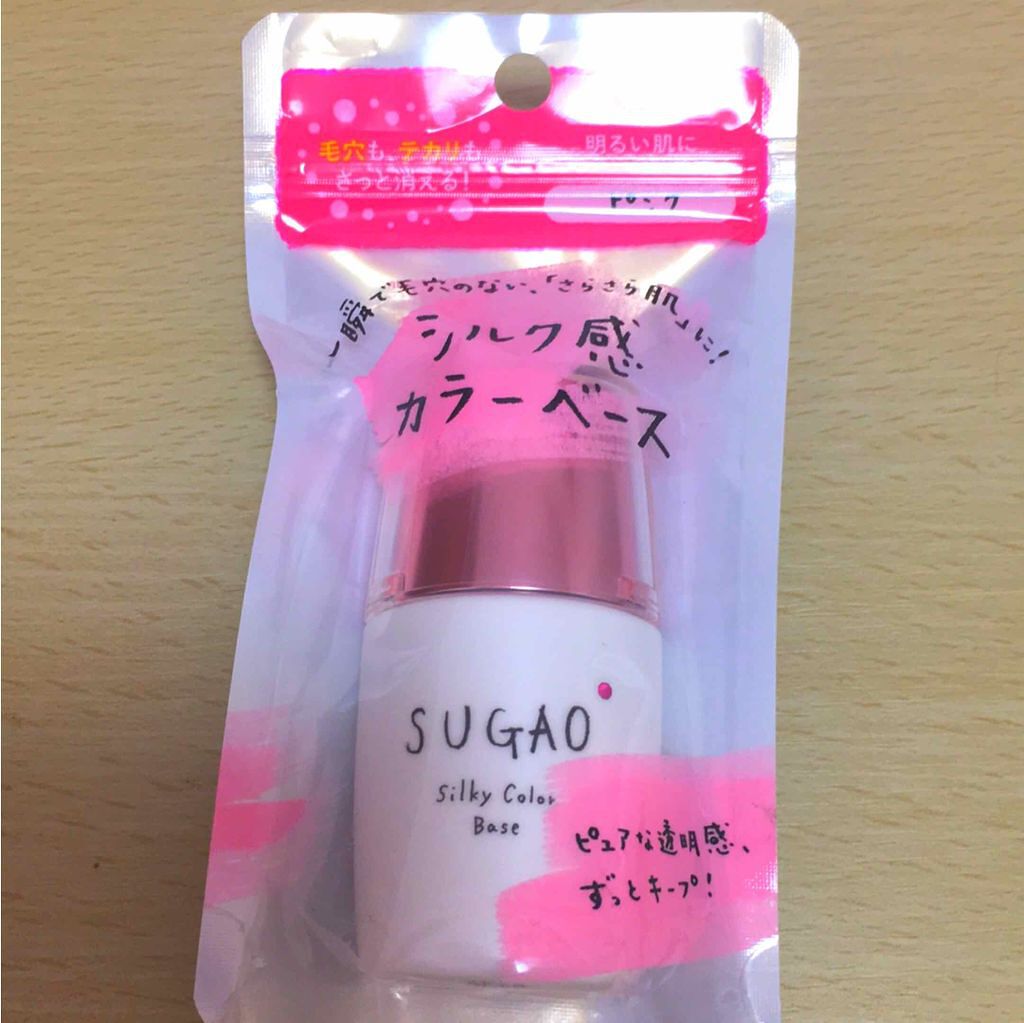 毛穴も、テカリも
さっと消える!
明るい肌に
ピンク
一瞬で毛穴のない、「さらさら肌」に!
シルク感
カラーベース
SUGAO
Silky Color
Base
ピュアな透明感、
ずっとキープ!